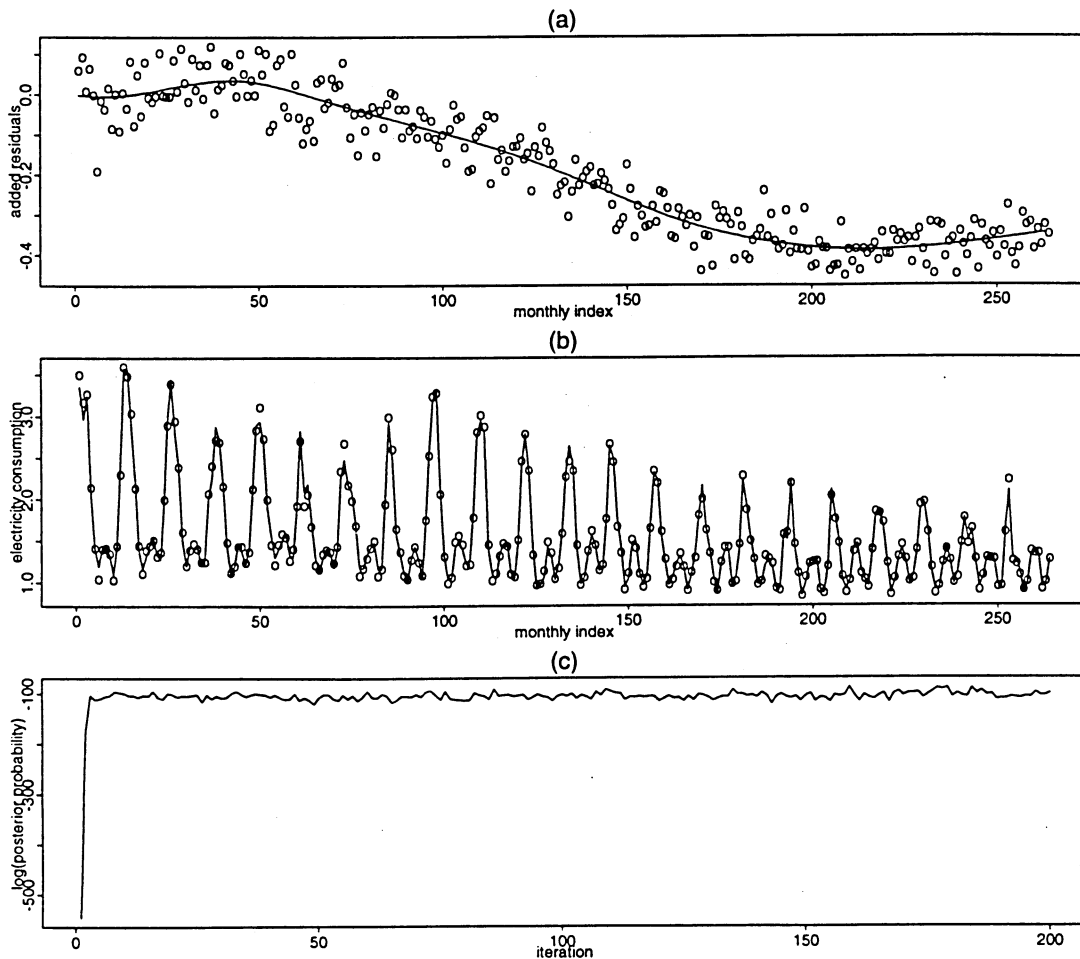 (a)
added residuals
0.0
-0.2
-0.4
0
50
100
150
200
250
monthly index
(b)
electricity consumption
3.0
2.0
1.0
0
50
100
150
200
250
monthly index
(c)
log(posterior probability)
-100
-300
-500
0
50
100
150
200
iteration